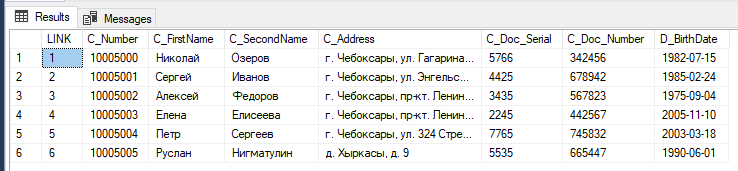 Results Messages
LINK C_Number C_FirstName C_SecondName C_Address C_Doc_Serial C_Doc_Number D_BirthDate
1 1 10005000 Николай Озеров г. Чебоксары, ул. Гагарина... 5766 342456 1982-07-15
2 2 10005001 Сергей Иванов г. Чебоксары, ул. Энгельс... 4425 678942 1985-02-24
3 3 10005002 Алексей Федоров г. Чебоксары, пр-кт. Ленин... 3435 567823 1975-09-04
4 4 10005003 Елена Елисеева г. Чебоксары, пр-кт. Ленин... 2245 442567 2005-11-10
5 5 10005004 Петр Сергеев г. Чебоксары, ул. 324 Стре... 7765 745832 2003-03-18
6 6 10005005 Руслан Нигматулин д. Хыркасы, д. 9 5535 665447 1990-06-01